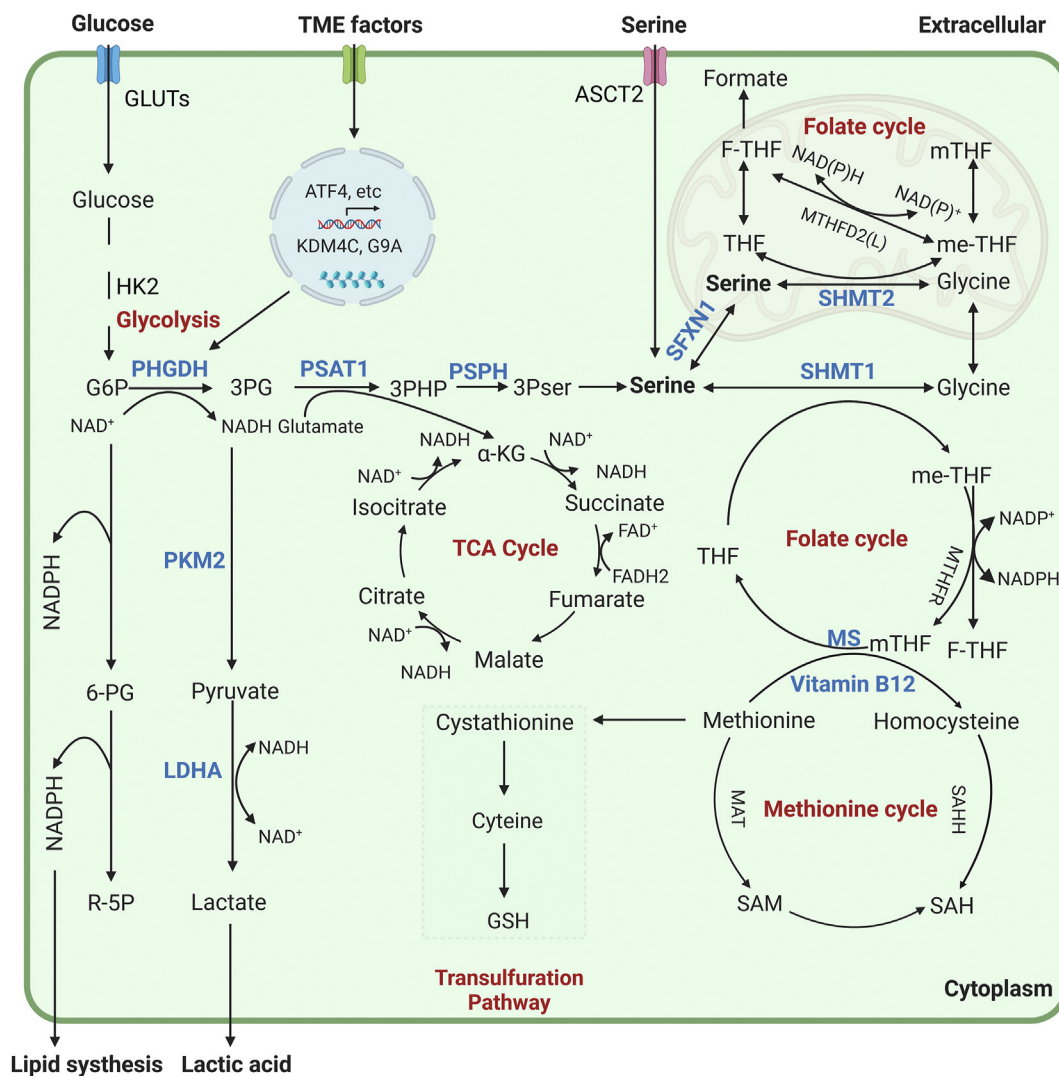 Glucose
TME factors
Serine
Extracellular
GLUTs
ASCT2
Formate
Folate cycle
F-THF
NAD(P)H
mTHF
NAD(P)⁺
MTHFD2(L)
THF
me-THF
Serine
SHMT2
Glycine
SFXN1
Glucose
ATF4, etc
KDM4C, G9A
HK2
Glycolysis
PHGDH
PSAT1
PSPH
SHMT1
G6P
3PG
3PHP
3Pser
Serine
Glycine
NAD⁺
NADH
Glutamate
NADH
α-KG
NAD⁺
NAD⁺
NADH
Isocitrate
Succinate
me-THF
FAD⁺
NADP⁺
TCA Cycle
Folate cycle
PKM2
THF
FADH2
MTHFR
NADPH
NADPH
Citrate
Fumarate
NAD⁺
NADH
Malate
MS
mTHF
F-THF
Vitamin B12
6-PG
Pyruvate
Cystathionine
Methionine
Homocysteine
NADH
LDHA
NADPH
NAD⁺
Cyteine
MAT
Methionine cycle
SAHH
R-5P
Lactate
GSH
SAM
SAH
Transulfuration
Pathway
Cytoplasm
Lipid systhesis
Lactic acid